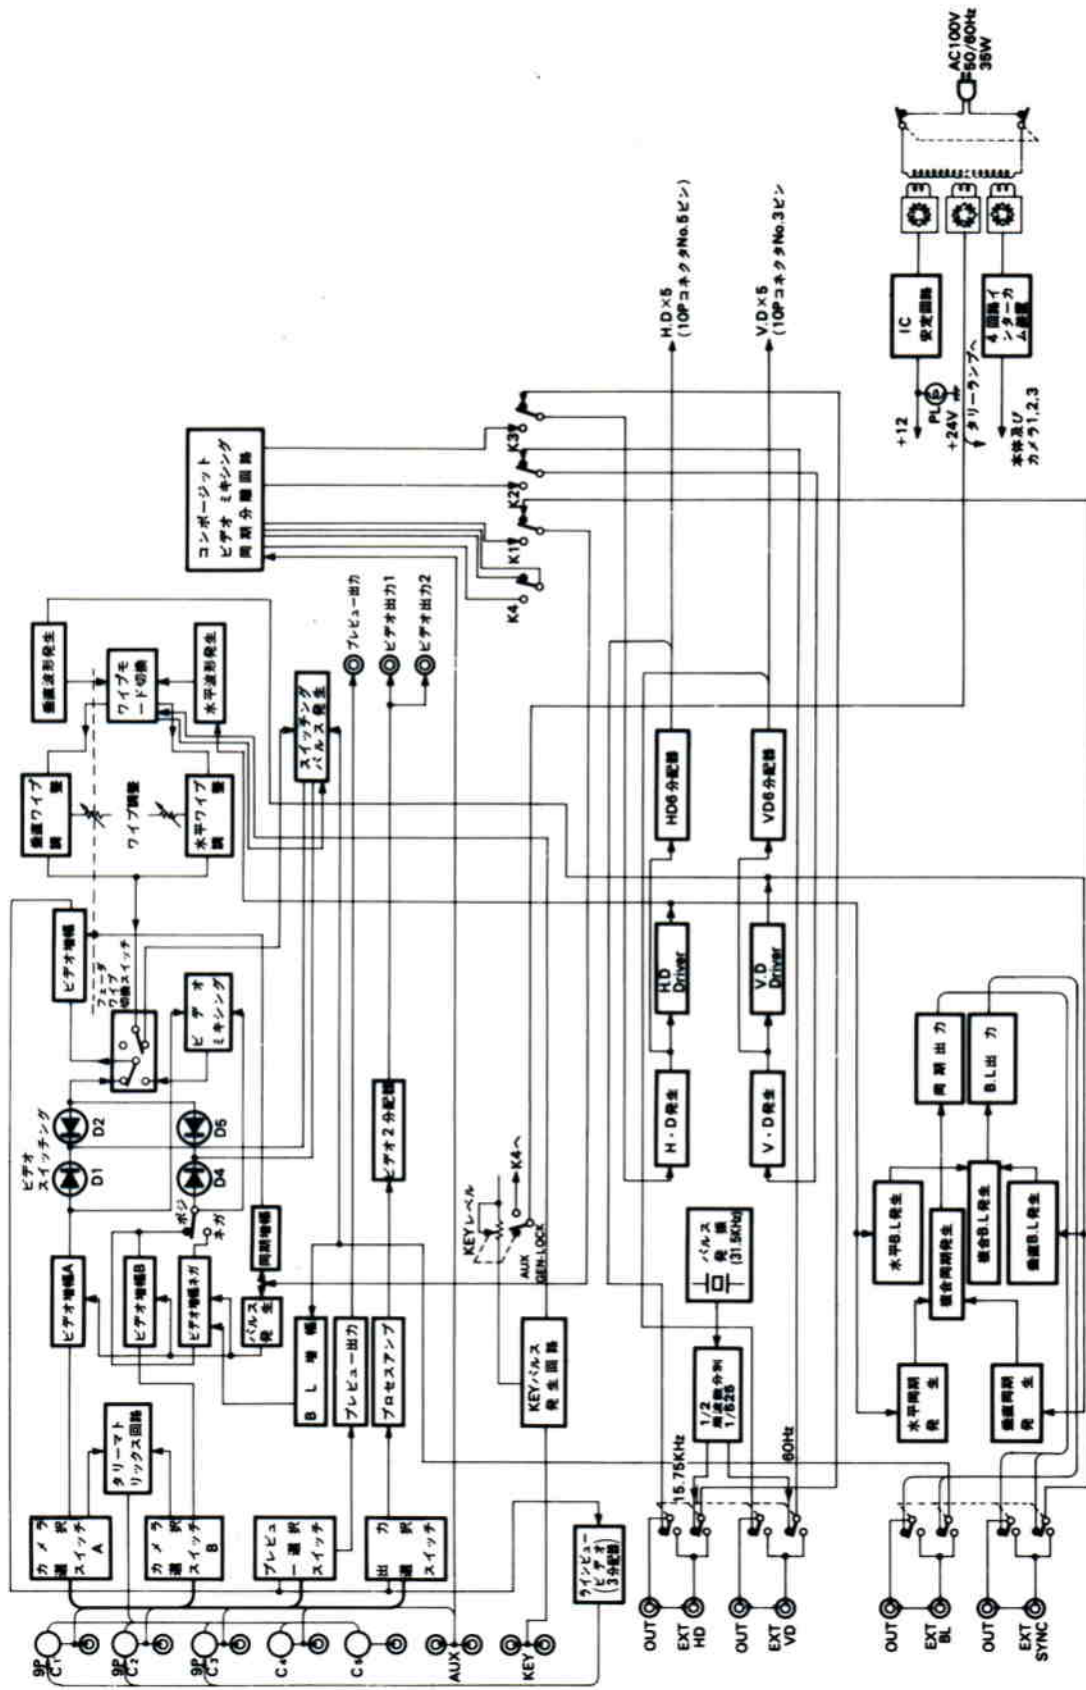 9P
C1
9P
C2
9P
C3
C4
C5
AUX
KEY
カメラ
選択
スイッチ
A
カメラ
選択
スイッチ
B
プレビュ
ー選択
スイッチ
出力
選択
スイッチ
タリーマト
リックス回路
ビデオ増幅A
ビデオ増幅B
ビデオ増幅ネガ
パルス
発生
同期増幅
BL増幅
プレビュー出力
プロセスアンプ
KEYパルス
発生回路
ラインビュー
(ビデオ)
3分配器
ビデオ
スイッチング
D1
D2
D4
D5
ポジ
ネガ
ビデオ増幅
フェーダ
ワイプ
切換スイッチ
ビデオ
ミキシング
垂直ワイプ
調整
ワイプ調整
水平ワイプ
調整
垂直波形発生
ワイプモ
ード切換
水平波形発生
スイッチング
パルス発生
プレビュー出力
ビデオ出力1
ビデオ出力2
ビデオ2分配器
コンポージット
ビデオ ミキシング
同期分離回路
KEYレベル
K4へ
AUX
GEN-LOCK
K4
K1
K2
K3
OUT
EXT
HD
OUT
EXT
VD
15.75KHz
60Hz
1/2
周波数分割
1/525
パルス
発振
(31.5KHz)
H・D発生
H.D
Driver
HD6分配器
H.D×5
(10PコネクタNo.5ピン)
V・D発生
V.D
Driver
VD6分配器
V.D×5
(10PコネクタNo.3ピン)
OUT
EXT
BL
OUT
EXT
SYNC
水平同期
発生
垂直同期
発生
水平B.L発生
複合同期発生
複合B.L発生
垂直B.L発生
同期出力
B.L出力
+12
PL
+24V
タリーランプへ
本体及び
カメラ1,2,3
IC
安定回路
4回路イ
ンターカ
ム装置
AC100V
50/60Hz
35W